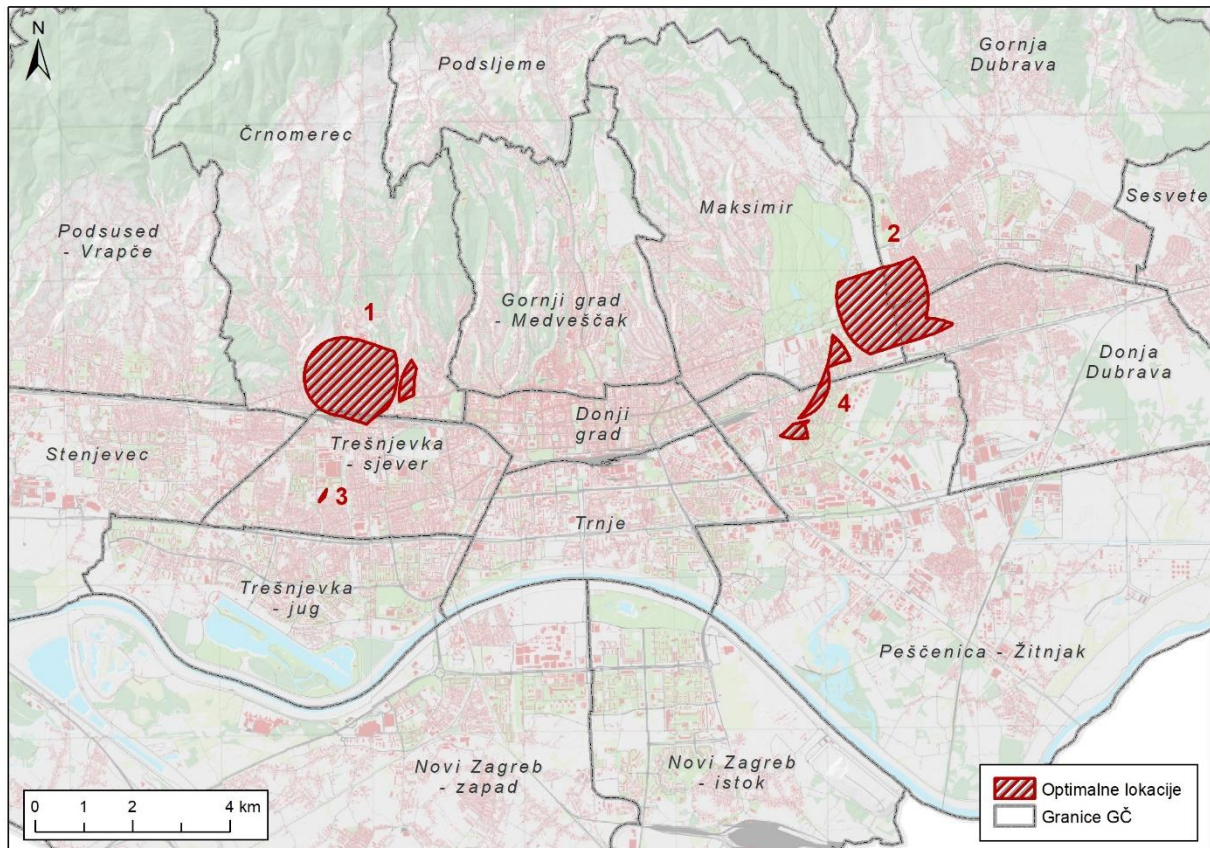 N
Podsljeme
Gornja
Dubrava
Črnomerec
Sesvete
Maksimir
Podsused
- Vrapče
2
Gornji grad
- Medveščak
1
Donja
Dubrava
4
Donji
grad
Trešnjevka
- sjever
Stenjevec
3
Trnje
Trešnjevka
- jug
Peščenica - Žitnjak
Novi Zagreb
- zapad
Novi Zagreb
- istok
0 1 2 4 km
Optimalne lokacije
Granice GČ